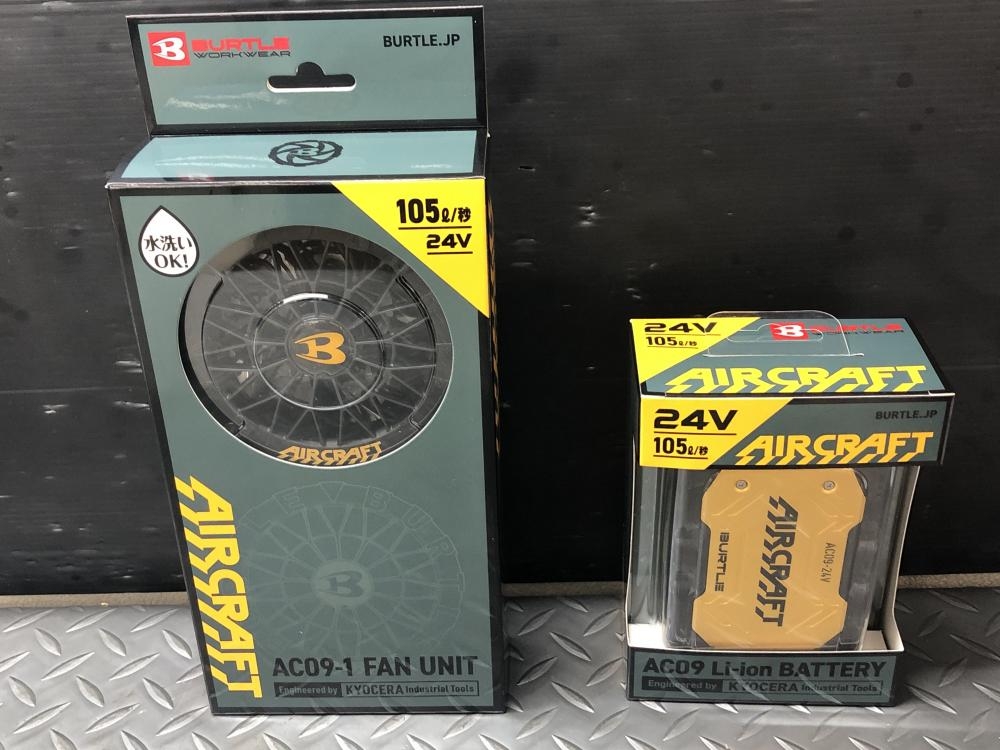 B BURTLE
WORKWEAR
BURTLE.JP
B
水洗い
OK!
105ℓ/秒
24V
B
AIRCRAFT
AIRCRAFT
B
AC09-1 FAN UNIT
Engineered by KYOCERA Industrial Tools
24V
105ℓ/秒
B BURTLE
WORKWEAR
AIRCRAFT
24V
105ℓ/秒
BURTLE.JP
AIRCRAFT
AC09-24V
AIRCRAFT
BURTLE
AC09 Li-ion BATTERY
Engineered by KYOCERA Industrial Tools